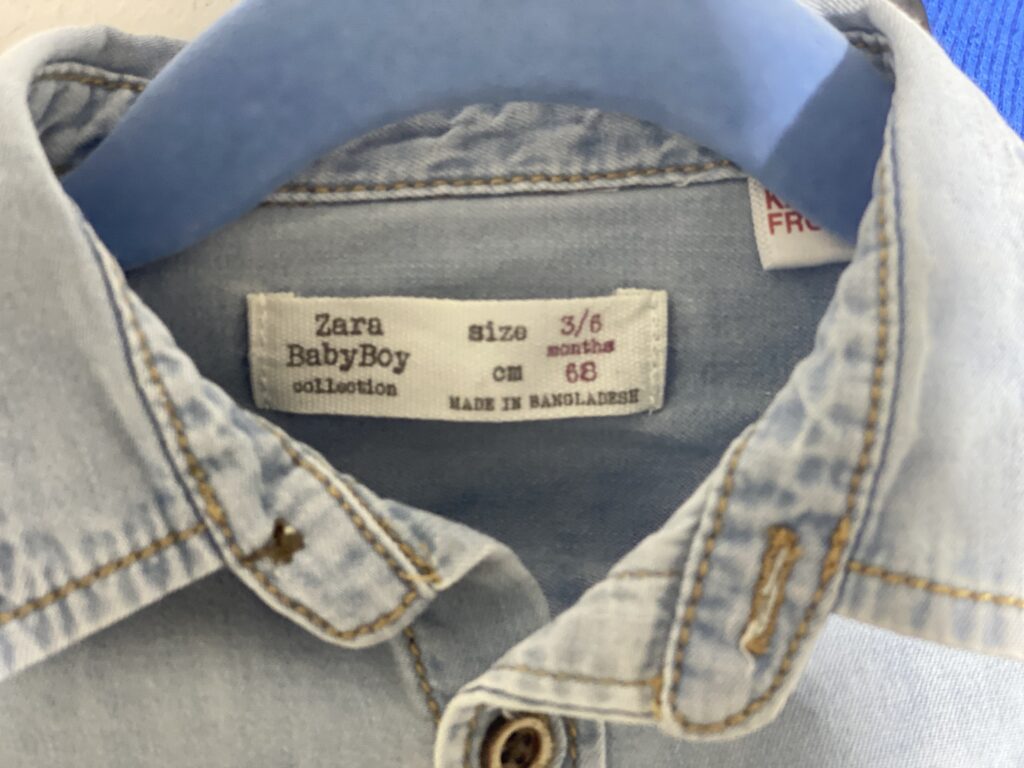 Zara
BabyBoy
collection
size 3/6
months
cm 68
MADE IN BANGLADESH